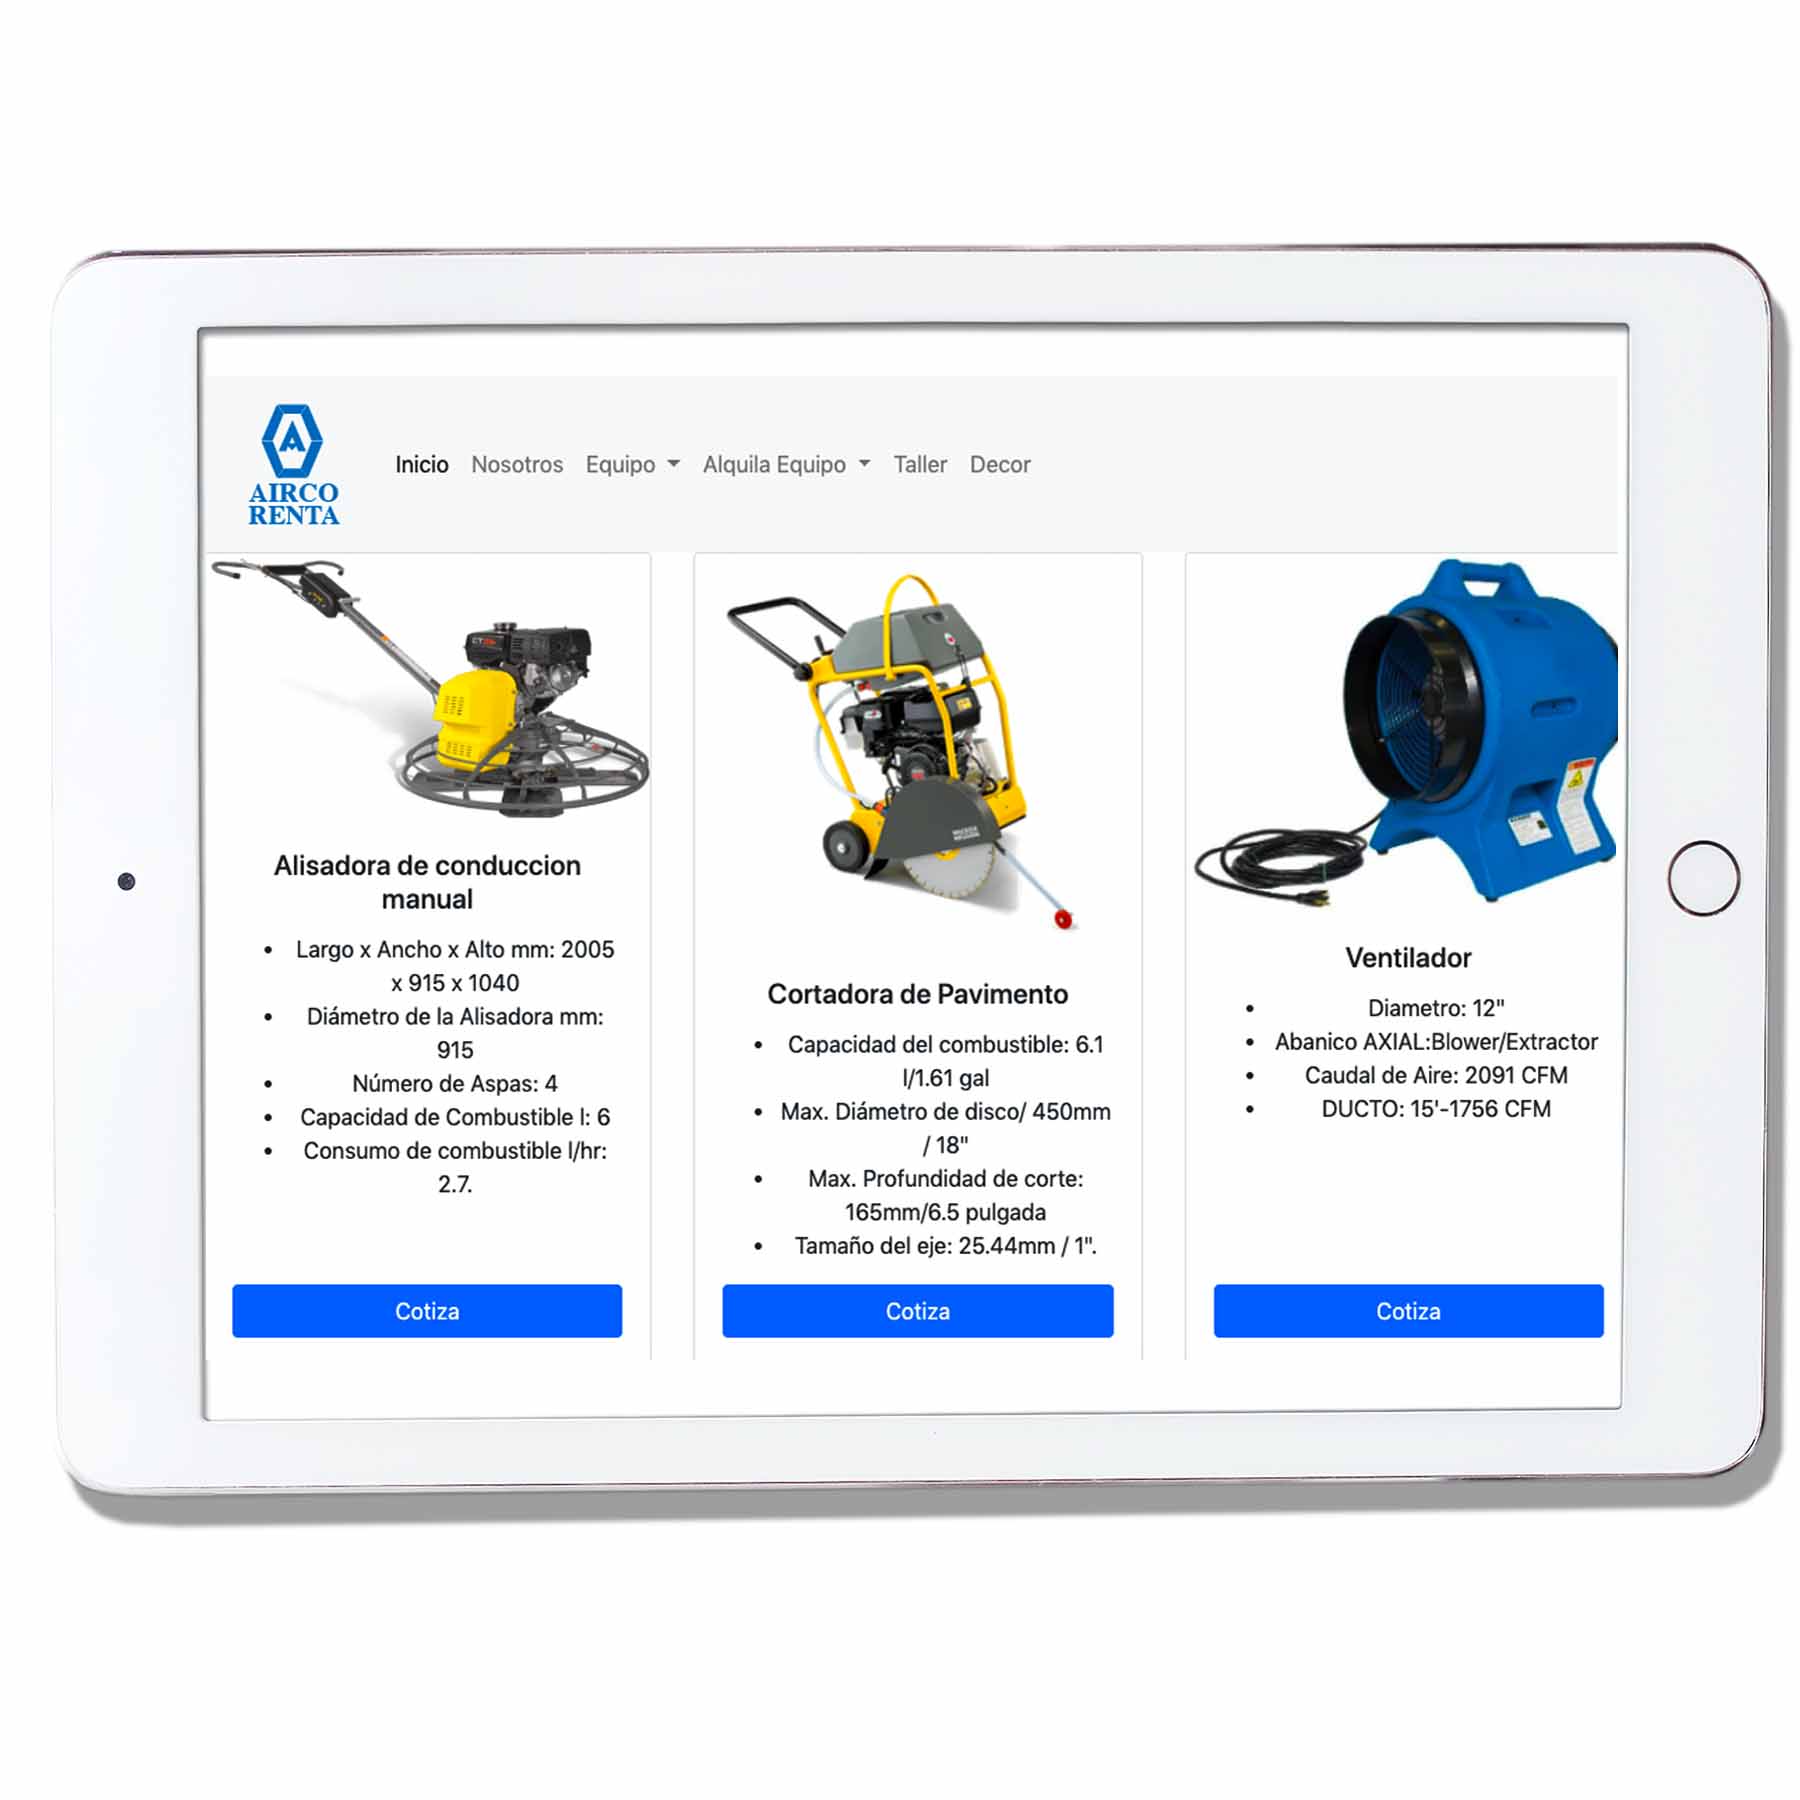 AIRCO
RENTA
Inicio Nosotros Equipo Alquila Equipo Taller Decor
Alisadora de conduccion
manual
• Largo x Ancho x Alto mm: 2005
x 915 x 1040
• Diámetro de la Alisadora mm:
915
• Número de Aspas: 4
• Capacidad de Combustible l: 6
• Consumo de combustible l/hr:
2.7.
Cotiza
Cortadora de Pavimento
• Capacidad del combustible: 6.1
l/1.61 gal
• Max. Diámetro de disco/ 450mm
/ 18"
• Max. Profundidad de corte:
165mm/6.5 pulgada
• Tamaño del eje: 25.44mm / 1".
Cotiza
Ventilador
• Diametro: 12"
• Abanico AXIAL:Blower/Extractor
• Caudal de Aire: 2091 CFM
• DUCTO: 15'-1756 CFM
Cotiza